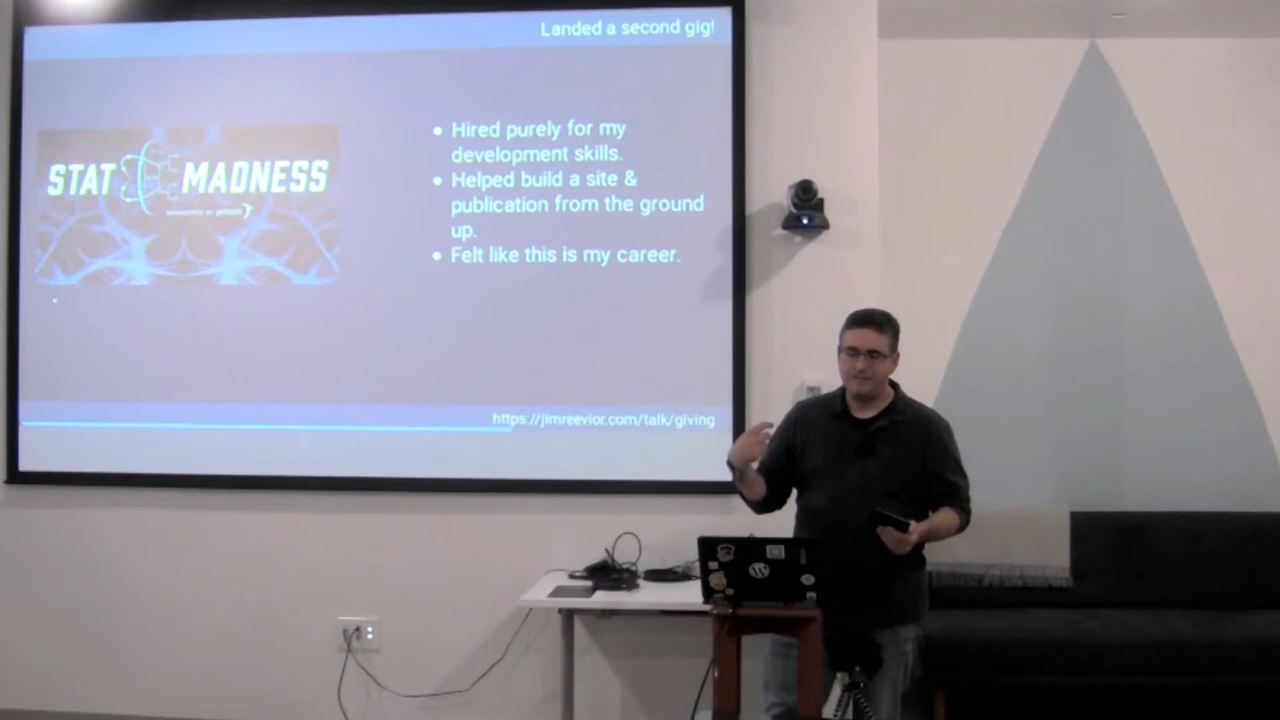 Landed a second gig!
STAT MADNESS
• Hired purely for my
development skills.
• Helped build a site &
publication from the ground
up.
• Felt like this is my career.
https://jimreevior.com/talk/giving